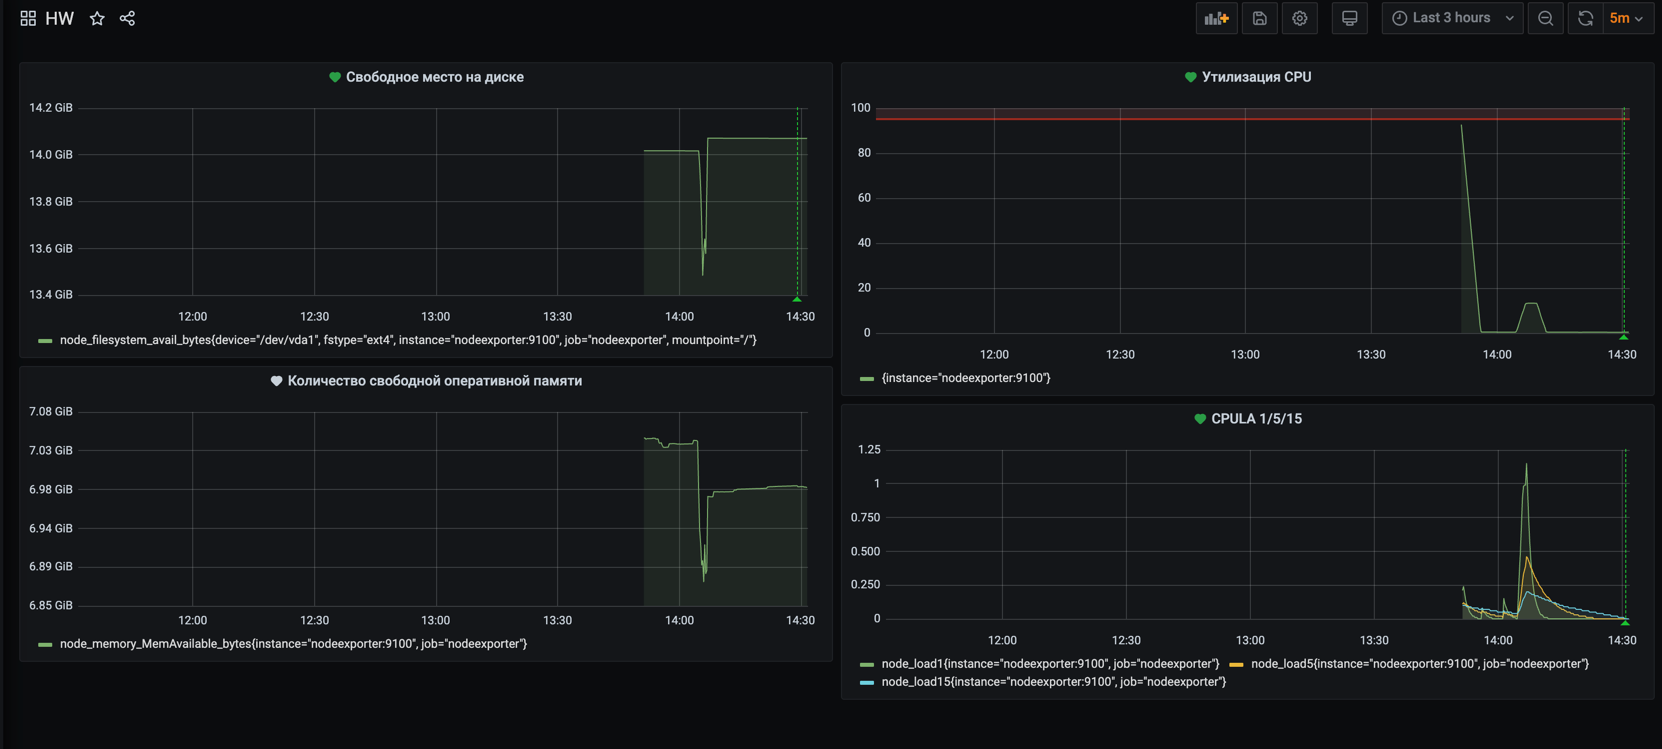 HW
Last 3 hours
5m
Свободное место на диске
14.2 GiB
14.0 GiB
13.8 GiB
13.6 GiB
13.4 GiB
12:00 12:30 13:00 13:30 14:00 14:30
node_filesystem_avail_bytes{device="/dev/vda1", fstype="ext4", instance="nodeexporter:9100", job="nodeexporter", mountpoint="/"}
Количество свободной оперативной памяти
7.08 GiB
7.03 GiB
6.98 GiB
6.94 GiB
6.89 GiB
6.85 GiB
12:00 12:30 13:00 13:30 14:00 14:30
node_memory_MemAvailable_bytes{instance="nodeexporter:9100", job="nodeexporter"}
Утилизация CPU
100
80
60
40
20
0
12:00 12:30 13:00 13:30 14:00 14:30
{instance="nodeexporter:9100"}
CPULA 1/5/15
1.25
1
0.750
0.500
0.250
0
12:00 12:30 13:00 13:30 14:00 14:30
node_load1{instance="nodeexporter:9100", job="nodeexporter"} node_load5{instance="nodeexporter:9100", job="nodeexporter"}
node_load15{instance="nodeexporter:9100", job="nodeexporter"}